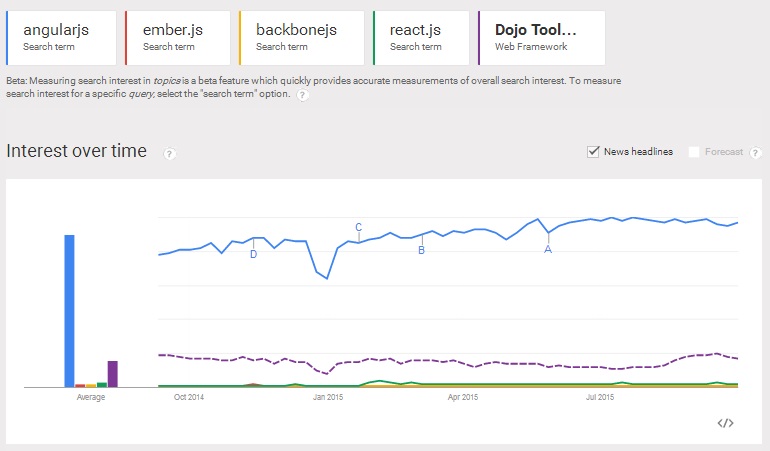 angularjs
Search term
ember.js
Search term
backbonejs
Search term
react.js
Search term
Dojo Tool...
Web Framework
Beta: Measuring search interest in topics is a beta feature which quickly provides accurate measurements of overall search interest. To measure
search interest for a specific query, select the "search term" option. ?
Interest over time ?
News headlines
Forecast ?
D
C
B
A
Average
Oct 2014
Jan 2015
Apr 2015
Jul 2015
</>